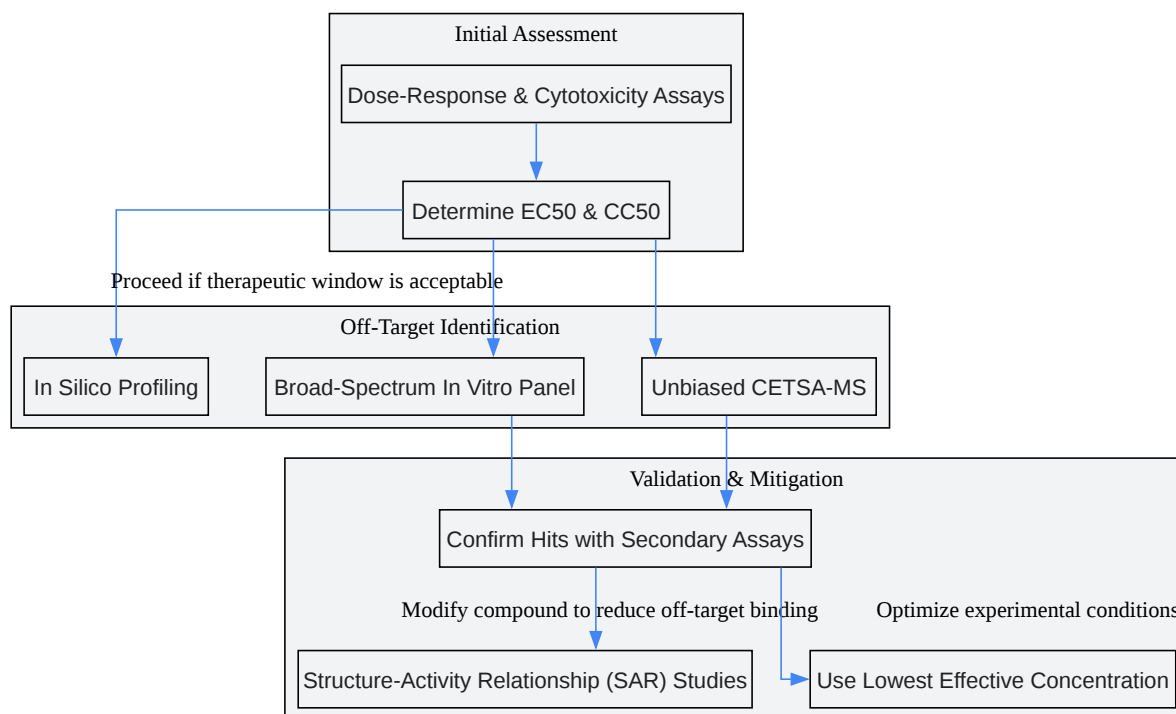 Initial Assessment
Dose-Response & Cytotoxicity Assays
Determine EC50 & CC50
Proceed if therapeutic window is acceptable
Off-Target Identification
In Silico Profiling
Broad-Spectrum In Vitro Panel
Unbiased CETSA-MS
Validation & Mitigation
Confirm Hits with Secondary Assays
Modify compound to reduce off-target binding
Optimize experimental conditions
Structure-Activity Relationship (SAR) Studies
Use Lowest Effective Concentration